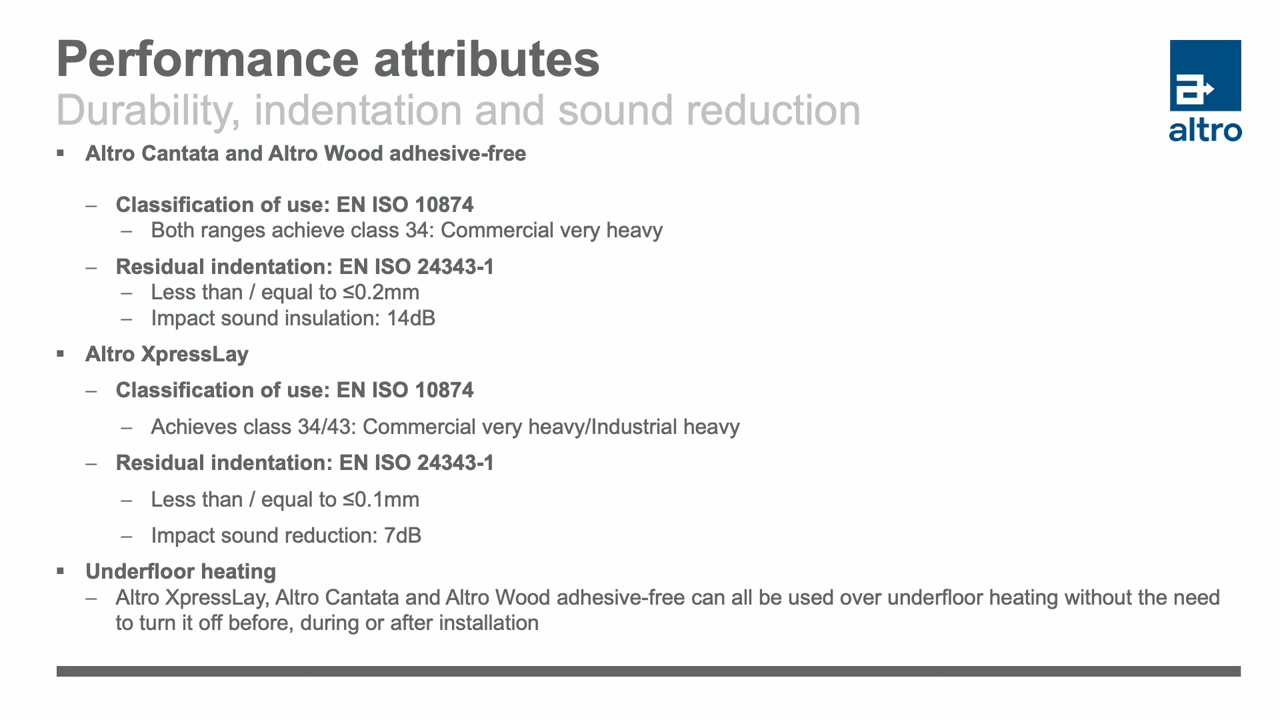 Performance attributes
Durability, indentation and sound reduction
altro
▪ Altro Cantata and Altro Wood adhesive-free
– Classification of use: EN ISO 10874
– Both ranges achieve class 34: Commercial very heavy
– Residual indentation: EN ISO 24343-1
– Less than / equal to ≤0.2mm
– Impact sound insulation: 14dB
▪ Altro XpressLay
– Classification of use: EN ISO 10874
– Achieves class 34/43: Commercial very heavy/Industrial heavy
– Residual indentation: EN ISO 24343-1
– Less than / equal to ≤0.1mm
– Impact sound reduction: 7dB
▪ Underfloor heating
– Altro XpressLay, Altro Cantata and Altro Wood adhesive-free can all be used over underfloor heating without the need
to turn it off before, during or after installation